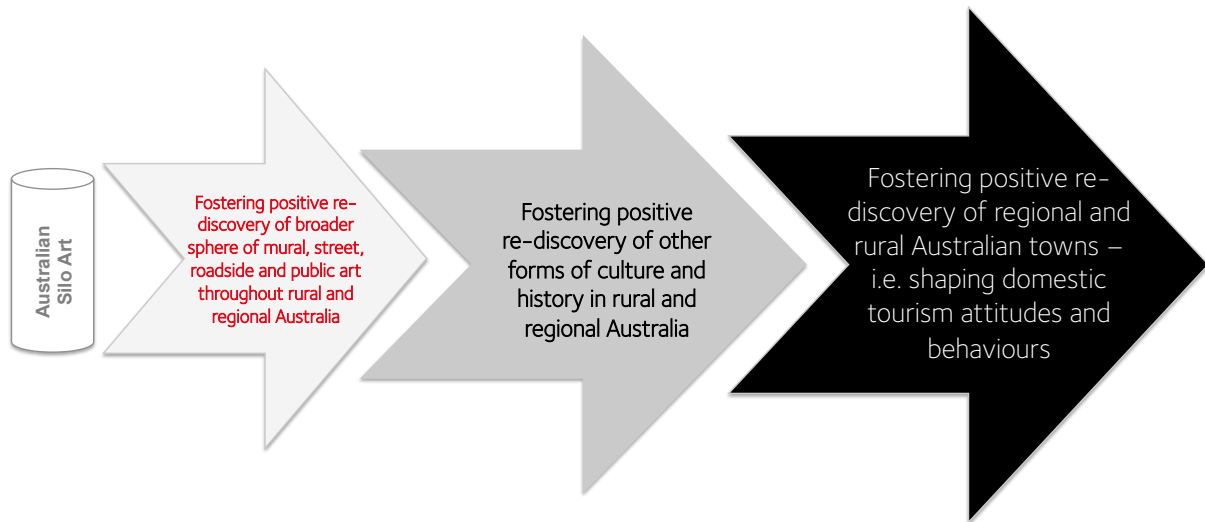 Australian
Silo Art
Fostering positive re-
discovery of broader
sphere of mural, street,
roadside and public art
throughout rural and
regional Australia
Fostering positive
re-discovery of other
forms of culture and
history in rural and
regional Australia
Fostering positive re-
discovery of regional and
rural Australian towns –
i.e. shaping domestic
tourism attitudes and
behaviours